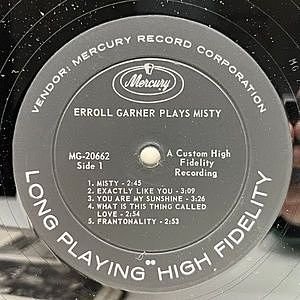 VENDOR: MERCURY RECORD CORPORATION
Mercury
ERROLL GARNER PLAYS MISTY
MG-20662
Side 1
A Custom High
Fidelity
Recording
1. MISTY - 2:45
2. EXACTLY LIKE YOU - 3:09
3. YOU ARE MY SUNSHINE - 3:26
4. WHAT IS THIS THING CALLED
LOVE - 2:54
5. FRANTONALITY - 2:53
LONG PLAYING HIGH FIDELITY